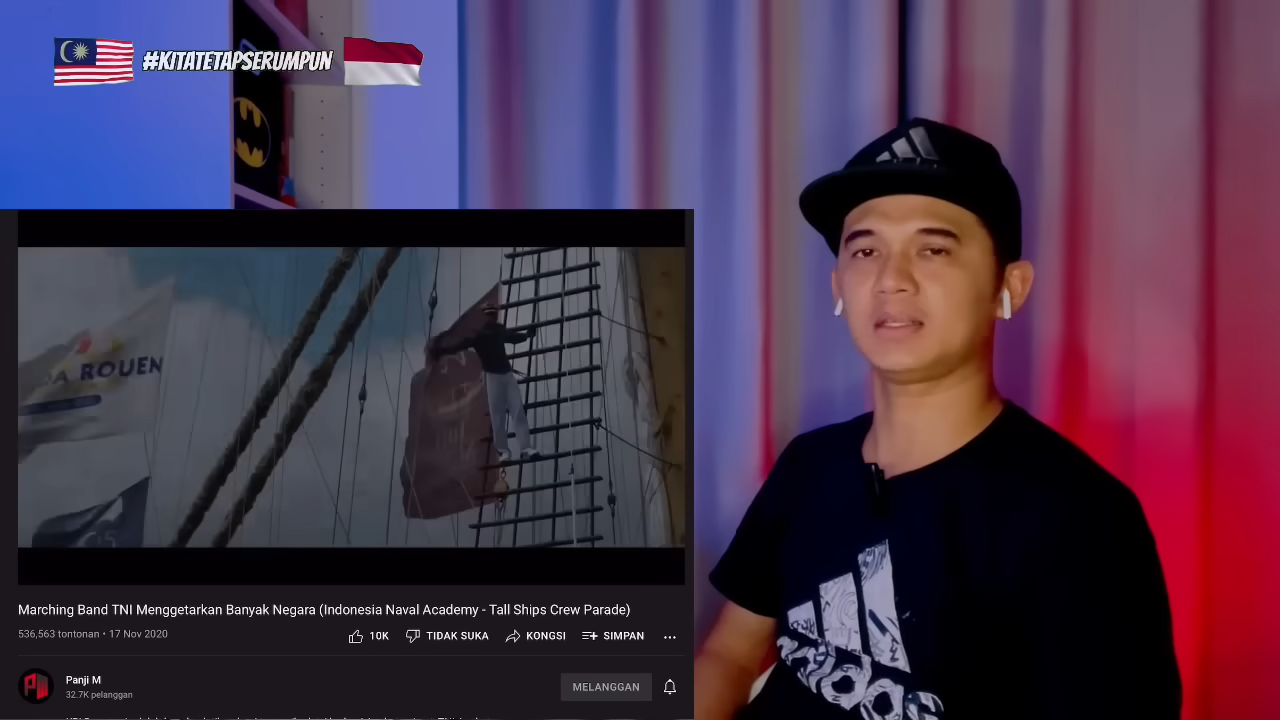 #KITATETAPSERUMPUN
A ROUEN
Marching Band TNI Menggetarkan Banyak Negara (Indonesia Naval Academy - Tall Ships Crew Parade)
536,563 tontonan • 17 Nov 2020
10K
TIDAK SUKA
KONGSI
SIMPAN
Panji M
32.7K pelanggan
MELANGGAN